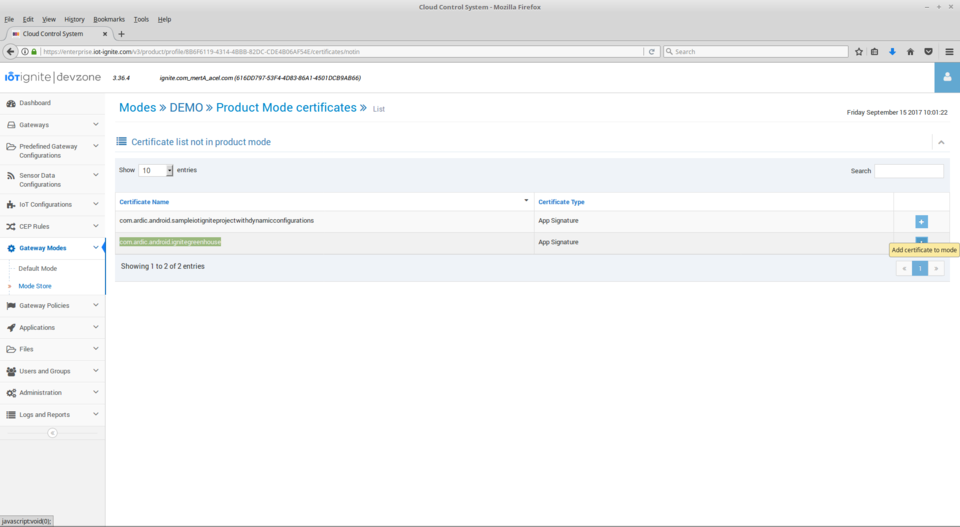 Cloud Control System - Mozilla Firefox
File Edit View History Bookmarks Tools Help
Cloud Control System
https://enterprise.iot-ignite.com/v3/product/profile/BB6F6119-4314-4BBB-82DC-CDE4B06AF54E/certificates/notin
Search
IOTignite | devzone
3.36.4
ignite.com_mertA_acel.com (616DD797-53F4-4D83-86A1-4501DCB9AB66)
Dashboard
Gateways
Predefined Gateway
Configurations
Sensor Data
Configurations
IoT Configurations
CEP Rules
Gateway Modes
Default Mode
Mode Store
Gateway Policies
Applications
Files
Users and Groups
Administration
Logs and Reports
Modes » DEMO » Product Mode certificates » List
Friday September 15 2017 10:01:22
Certificate list not in product mode
Show 10 entries
Search
Certificate Name Certificate Type
com.ardic.android.sampleiotigniteprojectwithdynamicconfigurations App Signature
com.ardic.android.ignitegreenhouse App Signature
Add certificate to mode
Showing 1 to 2 of 2 entries
« 1 »
javascript:void(0);